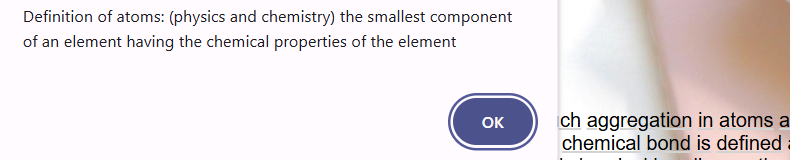 Definition of atoms: (physics and chemistry) the smallest component
of an element having the chemical properties of the element
OK
ch aggregation in atoms a
chemical bond is defined